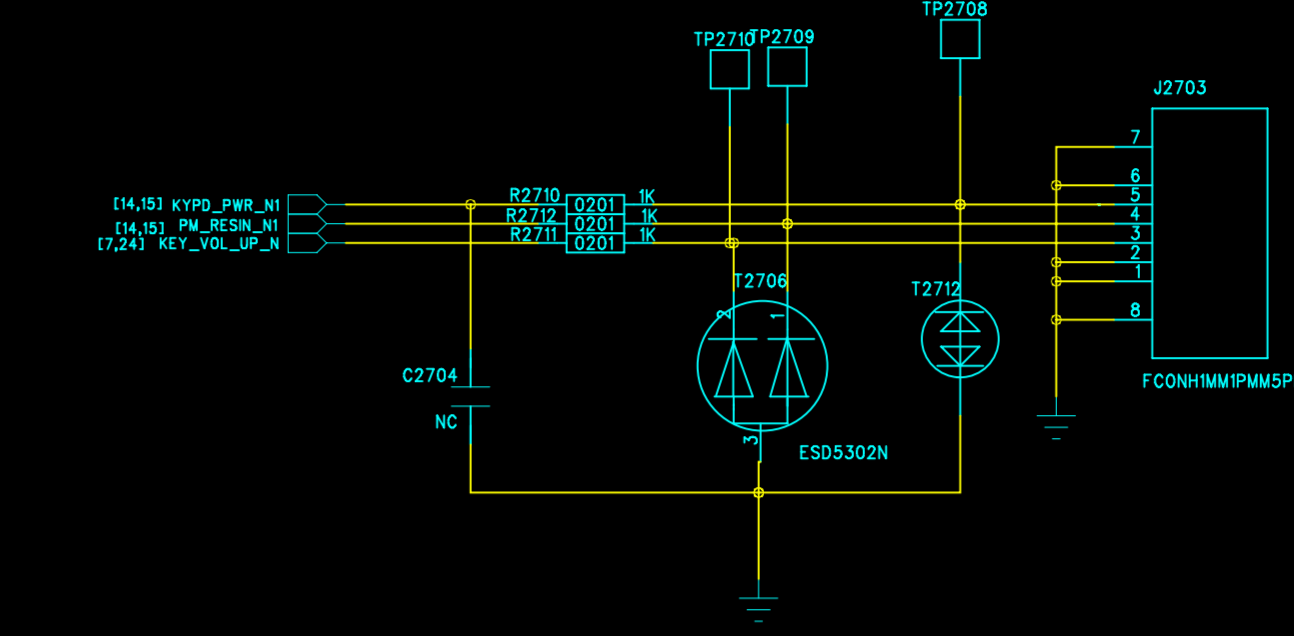 TP2708
TP2710
TP2709
J2703
7
6
[14,15] KYPD_PWR_N1
R2710
0201
1K
5
[14,15] PM_RESIN_N1
R2712
0201
1K
4
[7,24] KEY_VOL_UP_N
R2711
0201
1K
3
2
1
T2706
T2712
2
1
8
C2704
NC
FCONH1MM1PMM5P
3
ESD5302N